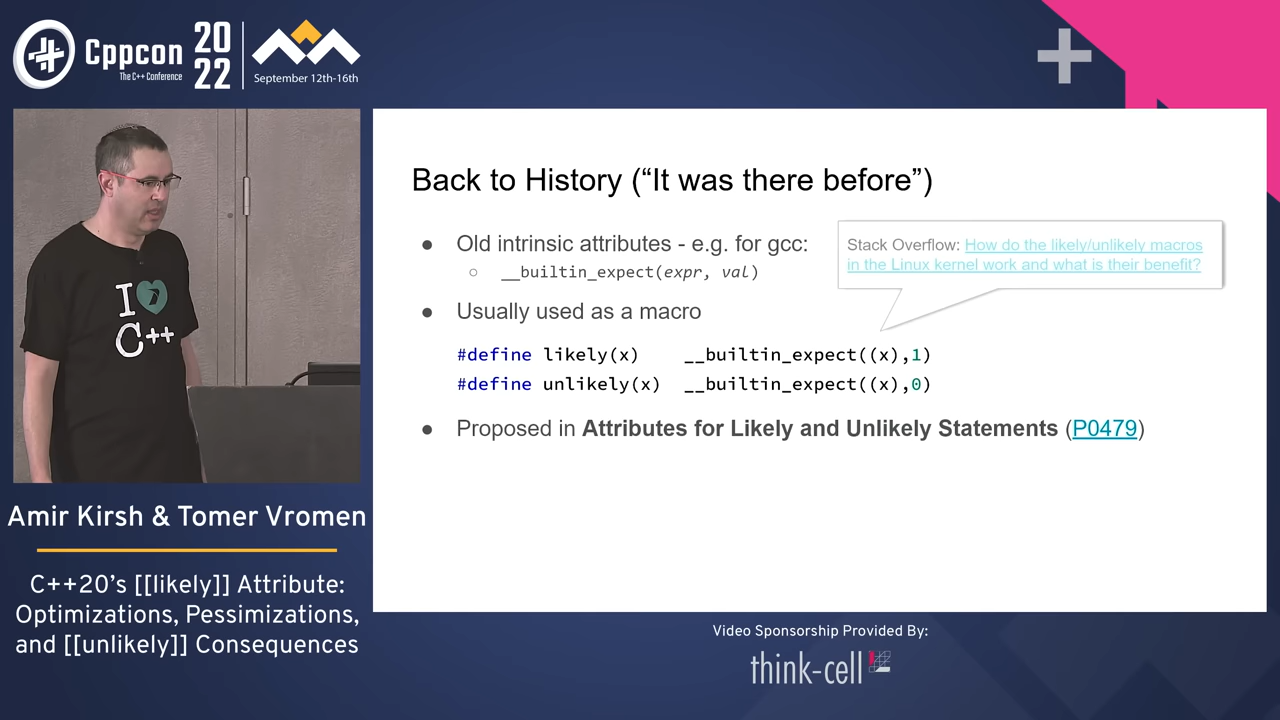 Cppcon
The C++ Conference
20
22
September 12th-16th
I
C++
Amir Kirsh & Tomer Vromen
C++20's [[likely]] Attribute:
Optimizations, Pessimizations,
and [[unlikely]] Consequences
Back to History (“It was there before”)
● Old intrinsic attributes - e.g. for gcc:
○ __builtin_expect(expr, val)
Stack Overflow: How do the likely/unlikely macros
in the Linux kernel work and what is their benefit?
● Usually used as a macro
#define likely(x) __builtin_expect((x),1)
#define unlikely(x) __builtin_expect((x),0)
● Proposed in Attributes for Likely and Unlikely Statements (P0479)
Video Sponsorship Provided By:
think-cell